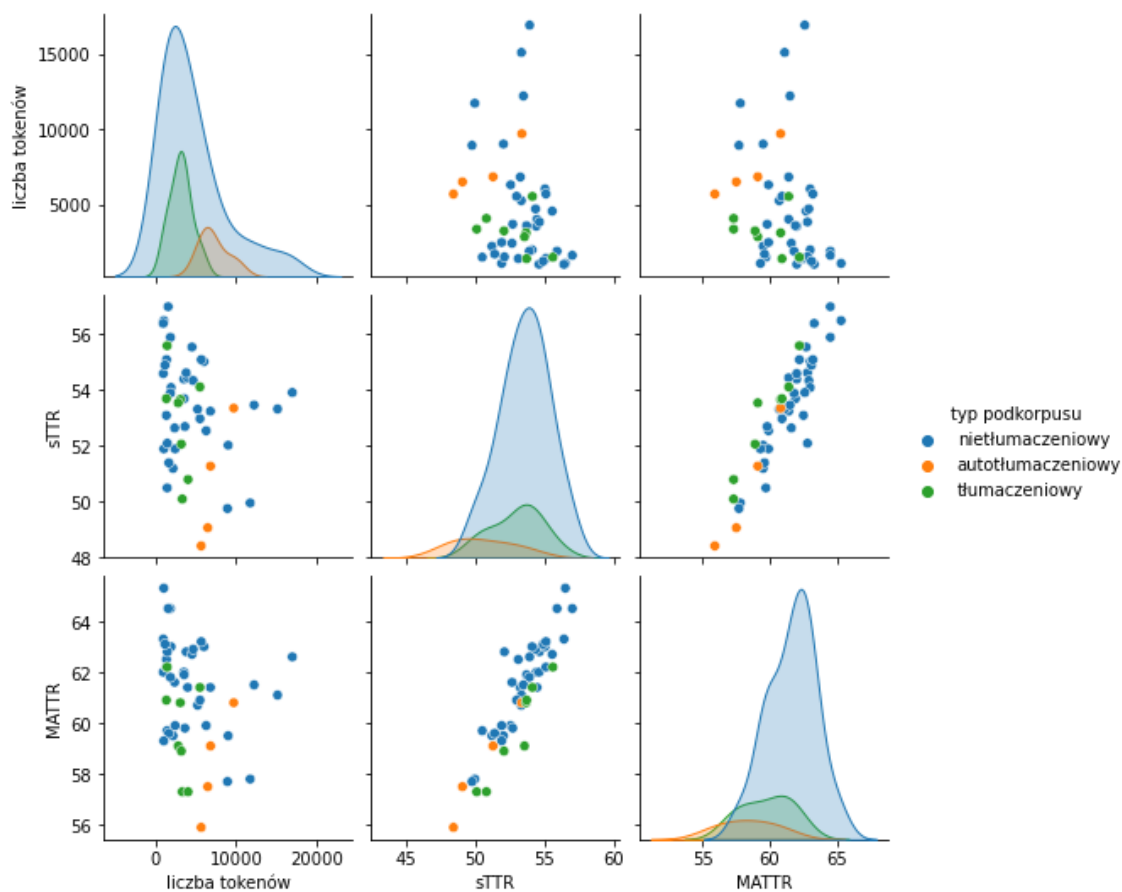 liczba tokenów
15000
10000
5000
sTTR
56
54
52
50
48
MATTR
64
62
60
58
56
0 10000 20000
liczba tokenów
45 50 55 60
sTTR
55 60 65
MATTR
typ podkorpusu
nietłumaczeniowy
autotłumaczeniowy
tłumaczeniowy